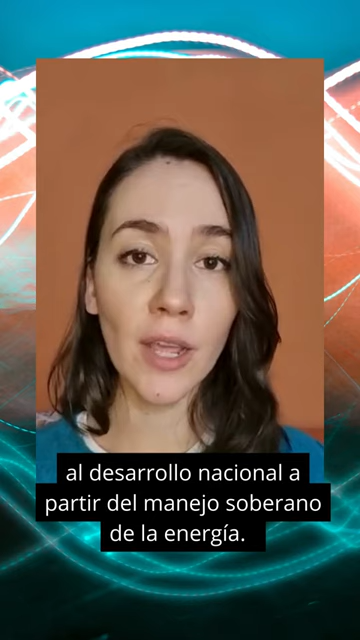 al desarrollo nacional a
partir del manejo soberano
de la energía.